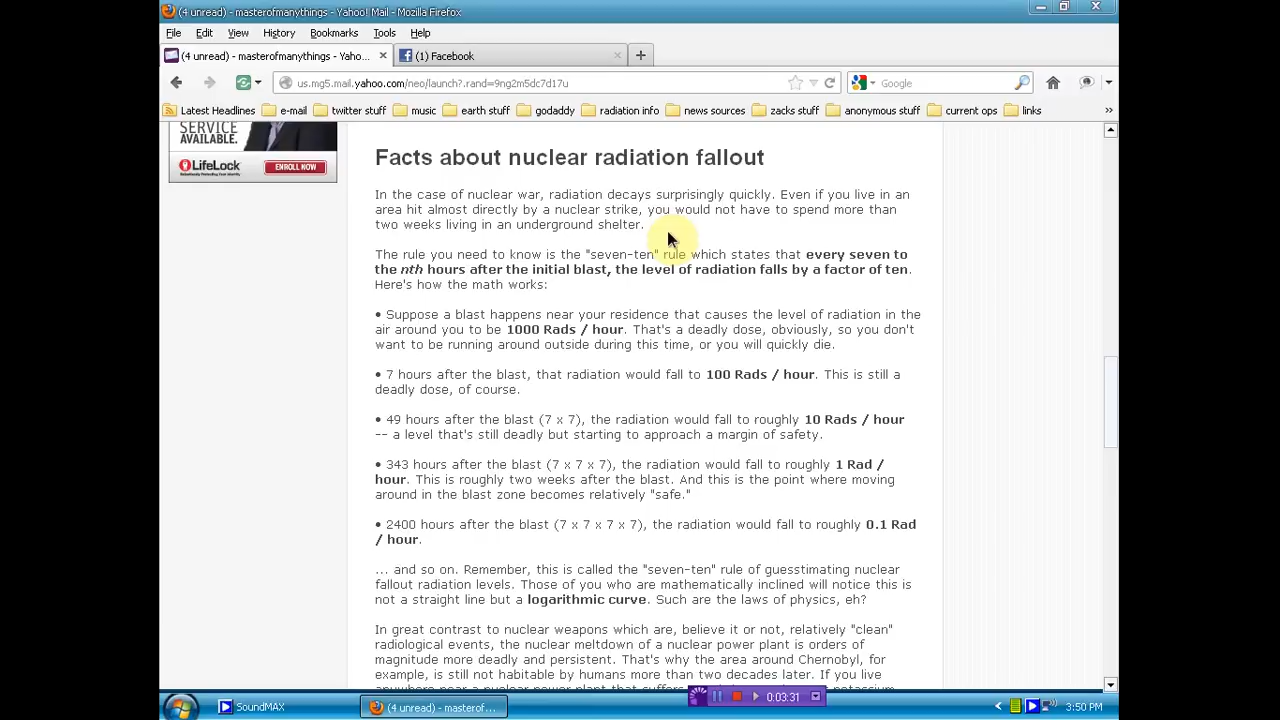 (4 unread) - masterofmanythings - Yahoo! Mail - Mozilla Firefox
File Edit View History Bookmarks Tools Help
(4 unread) - masterofmanythings - Yaho... × (1) Facebook × +
us.mg5.mail.yahoo.com/neo/launch?.rand=9ng2m5dc7d17u Google
Latest Headlines e-mail twitter stuff music earth stuff godaddy radiation info news sources zacks stuff anonymous stuff current ops links »
SERVICE
AVAILABLE.
LifeLock ENROLL NOW
Facts about nuclear radiation fallout
In the case of nuclear war, radiation decays surprisingly quickly. Even if you live in an
area hit almost directly by a nuclear strike, you would not have to spend more than
two weeks living in an underground shelter.
The rule you need to know is the "seven-ten" rule which states that every seven to
the nth hours after the initial blast, the level of radiation falls by a factor of ten.
Here's how the math works:
• Suppose a blast happens near your residence that causes the level of radiation in the
air around you to be 1000 Rads / hour. That's a deadly dose, obviously, so you don't
want to be running around outside during this time, or you will quickly die.
• 7 hours after the blast, that radiation would fall to 100 Rads / hour. This is still a
deadly dose, of course.
• 49 hours after the blast (7 x 7), the radiation would fall to roughly 10 Rads / hour
-- a level that's still deadly but starting to approach a margin of safety.
• 343 hours after the blast (7 x 7 x 7), the radiation would fall to roughly 1 Rad /
hour. This is roughly two weeks after the blast. And this is the point where moving
around in the blast zone becomes relatively "safe."
• 2400 hours after the blast (7 x 7 x 7 x 7), the radiation would fall to roughly 0.1 Rad
/ hour.
... and so on. Remember, this is called the "seven-ten" rule of guesstimating nuclear
fallout radiation levels. Those of you who are mathematically inclined will notice this is
not a straight line but a logarithmic curve. Such are the laws of physics, eh?
In great contrast to nuclear weapons which are, believe it or not, relatively "clean"
radiological events, the nuclear meltdown of a nuclear power plant is orders of
magnitude more deadly and persistent. That's why the area around Chernobyl, for
example, is still not habitable by humans more than two decades later. If you live
anywhere near a nuclear power plant that suffers
potassium
0:03:31
SoundMAX (4 unread) - masterof... 3:50 PM